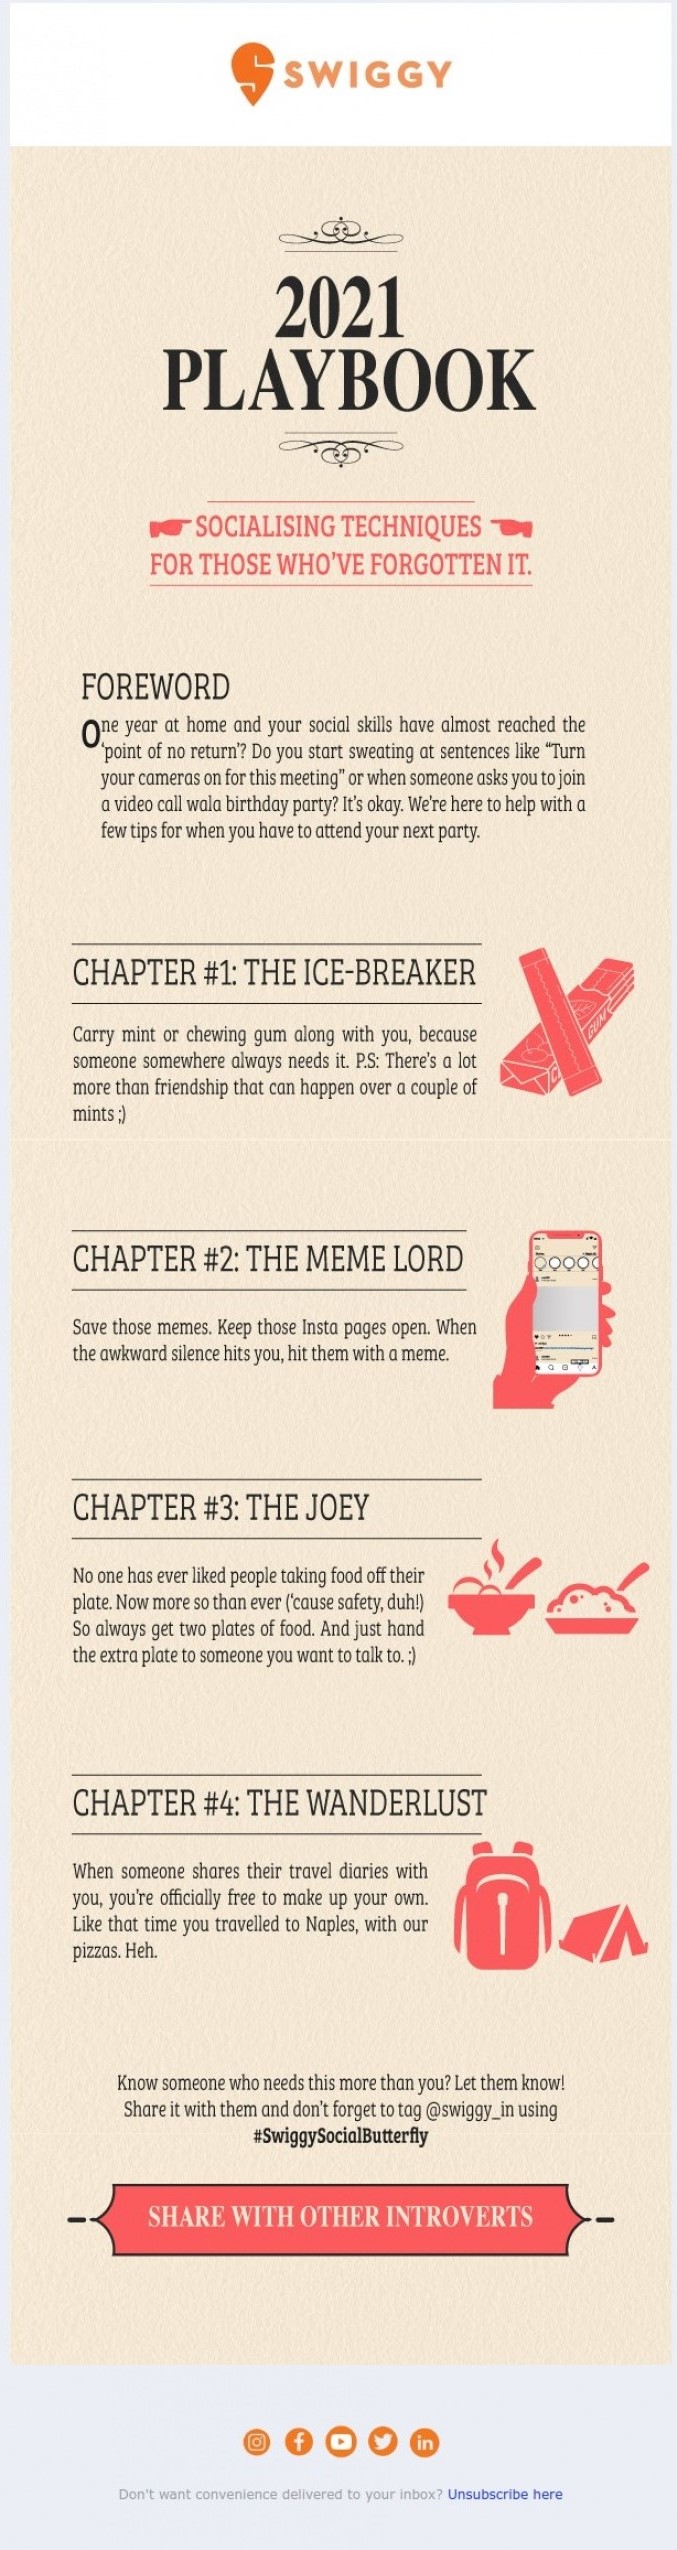 SWIGGY
2021
PLAYBOOK
SOCIALISING TECHNIQUES
FOR THOSE WHO'VE FORGOTTEN IT.
FOREWORD
One year at home and your social skills have almost reached the
'point of no return'? Do you start sweating at sentences like "Turn
your cameras on for this meeting" or when someone asks you to join
a video call wala birthday party? It's okay. We're here to help with a
few tips for when you have to attend your next party.
CHAPTER #1: THE ICE-BREAKER
Carry mint or chewing gum along with you, because
someone somewhere always needs it. P.S: There's a lot
more than friendship that can happen over a couple of
mints ;)
GUM
CHAPTER #2: THE MEME LORD
Save those memes. Keep those Insta pages open. When
the awkward silence hits you, hit them with a meme.
CHAPTER #3: THE JOEY
No one has ever liked people taking food off their
plate. Now more so than ever ('cause safety, duh!)
So always get two plates of food. And just hand
the extra plate to someone you want to talk to. ;)
CHAPTER #4: THE WANDERLUST
When someone shares their travel diaries with
you, you're officially free to make up your own.
Like that time you travelled to Naples, with our
pizzas. Heh.
Know someone who needs this more than you? Let them know!
Share it with them and don't forget to tag @swiggy_in using
#SwiggySocialButterfly
SHARE WITH OTHER INTROVERTS
Don't want convenience delivered to your inbox? Unsubscribe here